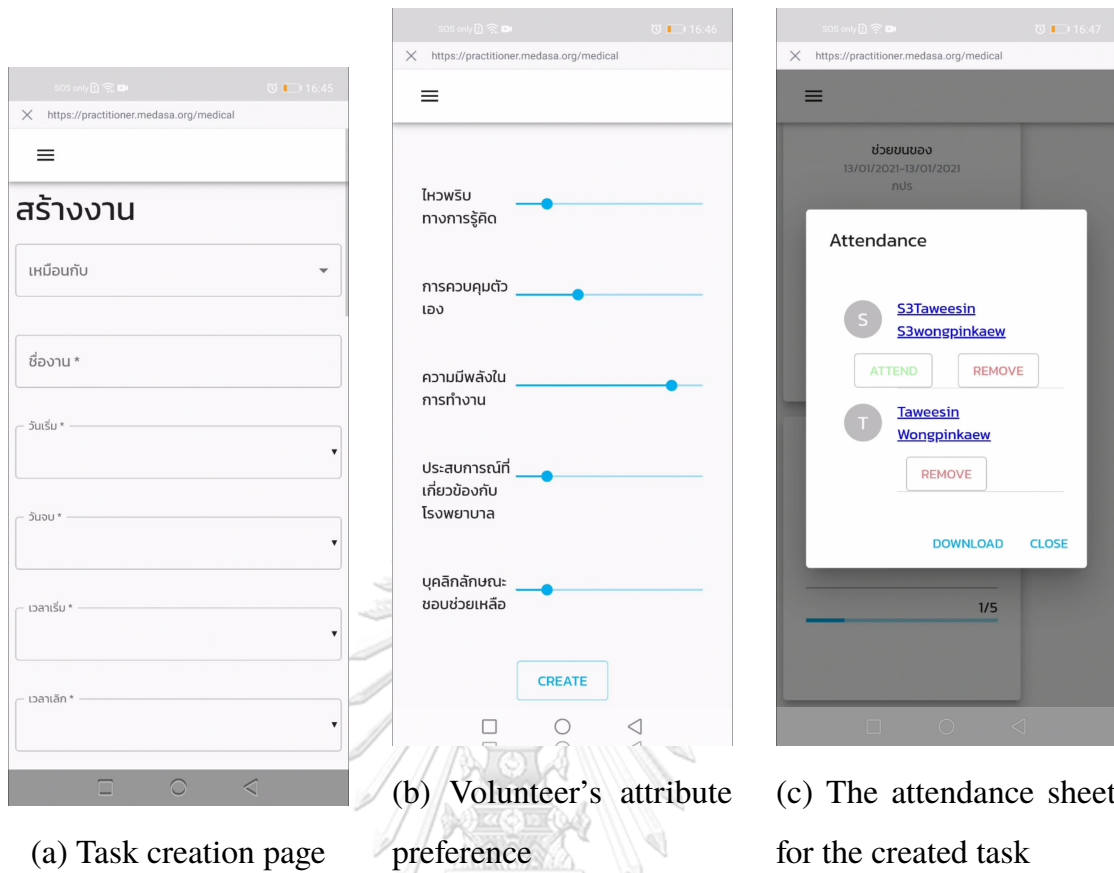 SOS only
16:45
https://practitioner.medasa.org/medical
สร้างงาน
เหมือนกับ
ชื่องาน *
วันเริ่ม *
วันจบ *
เวลาเริ่ม *
เวลาเลิก *
(a) Task creation page
SOS only
16:46
https://practitioner.medasa.org/medical
ไหวพริบ
ทางการรู้คิด
การควบคุมตัว
เอง
ความมีพลังใน
การทำงาน
ประสบการณ์ที่
เกี่ยวข้องกับ
โรงพยาบาล
บุคลิกลักษณะ
ชอบช่วยเหลือ
CREATE
(b) Volunteer's attribute
preference
SOS only
16:47
https://practitioner.medasa.org/medical
ช่วยขนของ
13/01/2021-13/01/2021
ภปร
Attendance
S
S3Taweesin
S3wongpinkaew
ATTEND REMOVE
T
Taweesin
Wongpinkaew
REMOVE
DOWNLOAD CLOSE
1/5
(c) The attendance sheet
for the created task